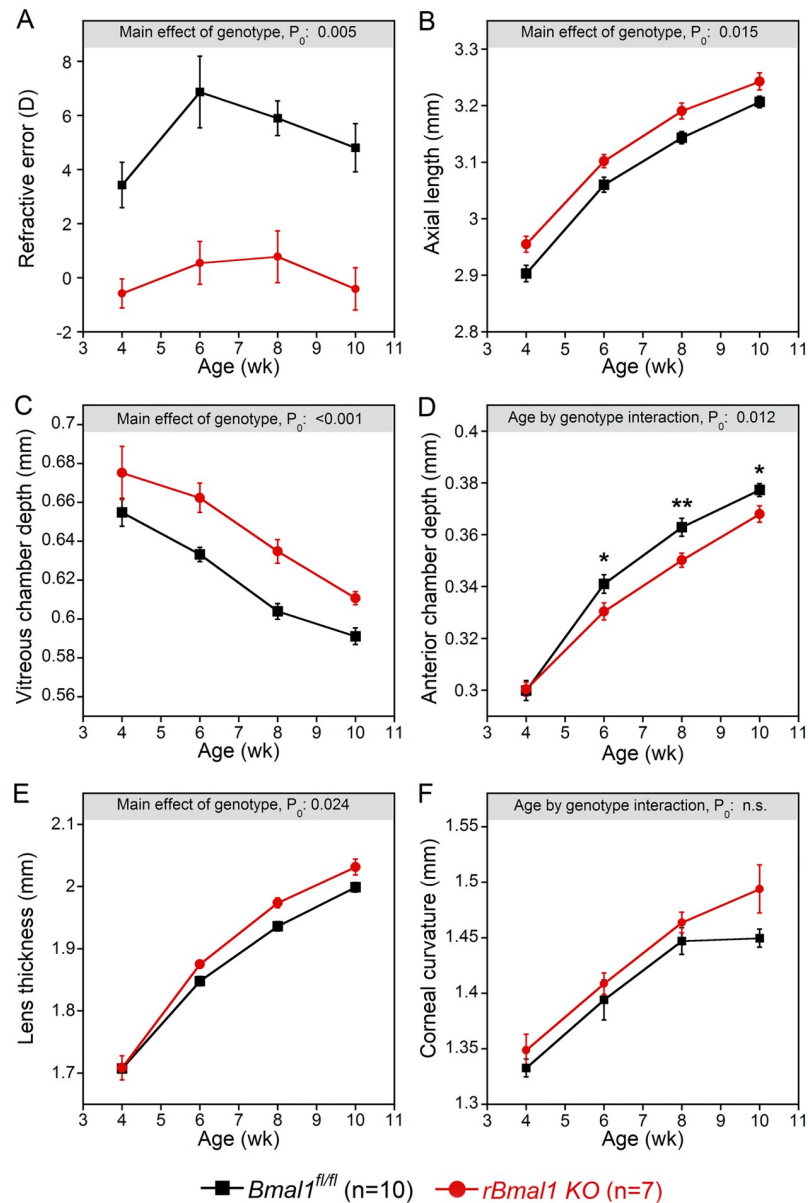 A
Main effect of genotype, P0: 0.005
Refractive error (D)
8
6
4
2
0
-2
3 4 5 6 7 8 9 10 11
Age (wk)
B
Main effect of genotype, P0: 0.015
Axial length (mm)
3.3
3.2
3.1
3
2.9
2.8
3 4 5 6 7 8 9 10 11
Age (wk)
C
Main effect of genotype, P0: <0.001
Vitreous chamber depth (mm)
0.7
0.68
0.66
0.64
0.62
0.6
0.58
0.56
3 4 5 6 7 8 9 10 11
Age (wk)
D
Age by genotype interaction, P0: 0.012
Anterior chamber depth (mm)
0.4
0.38
0.36
0.34
0.32
0.3
* ** *
3 4 5 6 7 8 9 10 11
Age (wk)
E
Main effect of genotype, P0: 0.024
Lens thickness (mm)
2.1
2
1.9
1.8
1.7
3 4 5 6 7 8 9 10 11
Age (wk)
F
Age by genotype interaction, P0: n.s.
Corneal curvature (mm)
1.55
1.5
1.45
1.4
1.35
1.3
3 4 5 6 7 8 9 10 11
Age (wk)
Bmal1fl/fl (n=10) rBmal1 KO (n=7)